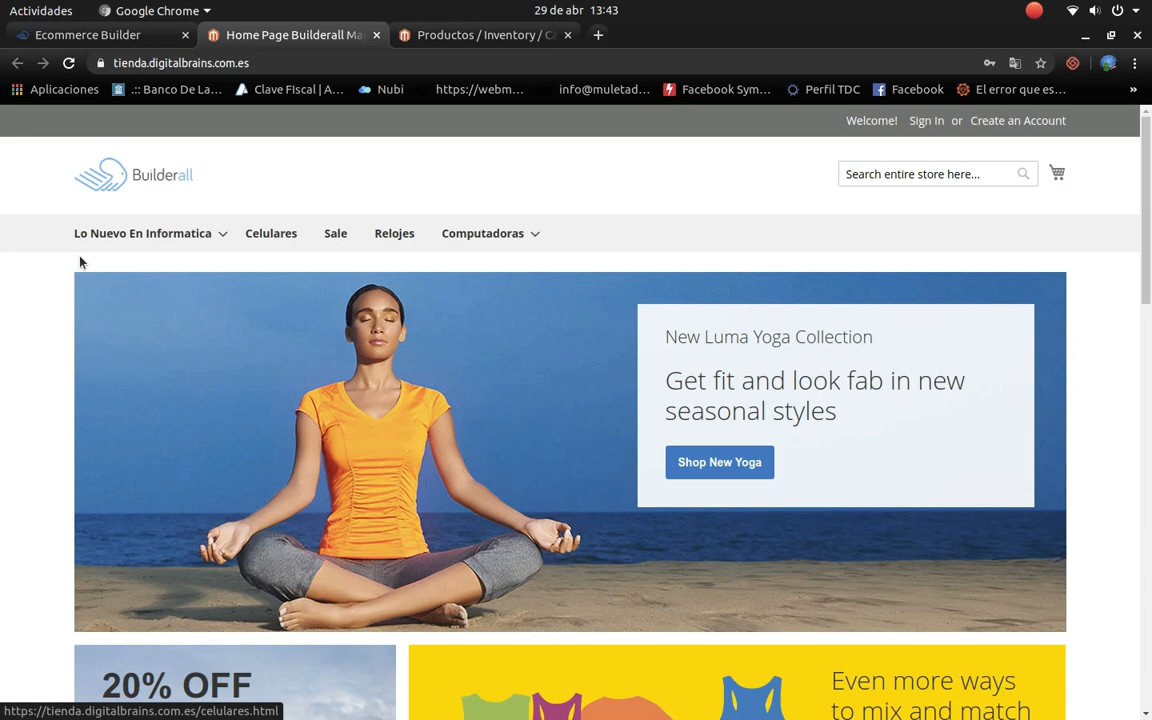 Actividades
Google Chrome
29 de abr  13:43
Ecommerce Builder
Home Page Builderall Ma
Productos / Inventory / Ca
tienda.digitalbrains.com.es
Aplicaciones
.:: Banco De La...
Clave FIscal | A...
Nubi
https://webm...
info@muletad...
Facebook Sym...
Perfil TDC
Facebook
El error que es...
»
Welcome!
Sign In or Create an Account
Builderall
Search entire store here...
Lo Nuevo En Informatica
Celulares
Sale
Relojes
Computadoras
New Luma Yoga Collection
Get fit and look fab in new
seasonal styles
Shop New Yoga
20% OFF
Even more ways
to mix and match
https://tienda.digitalbrains.com.es/celulares.html